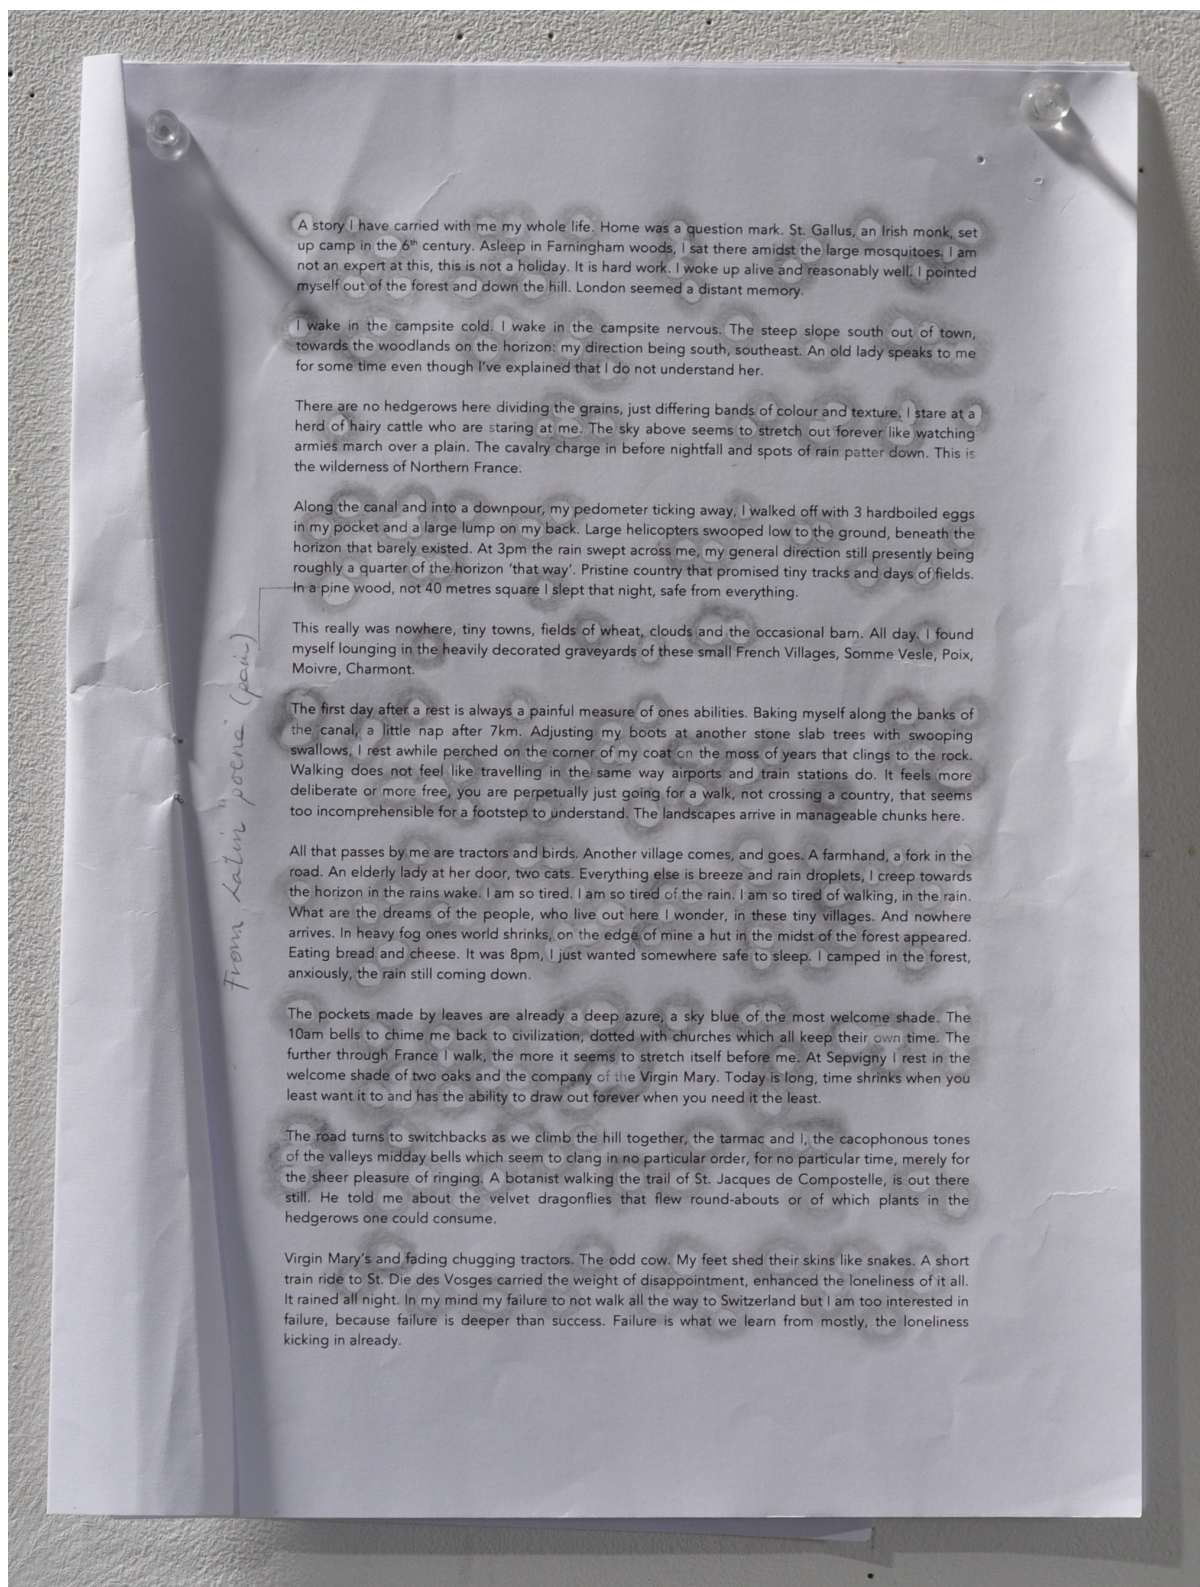 A story I have carried with me my whole life. Home was a question mark. St. Gallus, an Irish monk, set
up camp in the 6th century. Asleep in Farningham woods, I sat there amidst the large mosquitoes. I am
not an expert at this, this is not a holiday. It is hard work. I woke up alive and reasonably well, I pointed
myself out of the forest and down the hill. London seemed a distant memory.
I wake in the campsite cold. I wake in the campsite nervous. The steep slope south out of town,
towards the woodlands on the horizon: my direction being south, southeast. An old lady speaks to me
for some time even though I've explained that I do not understand her.
There are no hedgerows here dividing the grains, just differing bands of colour and texture. I stare at a
herd of hairy cattle who are staring at me. The sky above seems to stretch out forever like watching
armies march over a plain. The cavalry charge in before nightfall and spots of rain patter down. This is
the wilderness of Northern France.
Along the canal and into a downpour, my pedometer ticking away, I walked off with 3 hardboiled eggs
in my pocket and a large lump on my back. Large helicopters swooped low to the ground, beneath the
horizon that barely existed. At 3pm the rain swept across me, my general direction still presently being
roughly a quarter of the horizon 'that way'. Pristine country that promised tiny tracks and days of fields.
In a pine wood, not 40 metres square I slept that night, safe from everything.
This really was nowhere, tiny towns, fields of wheat, clouds and the occasional barn. All day. I found
myself lounging in the heavily decorated graveyards of these small French Villages, Somme Vesle, Poix,
Moivre, Charmont.
The first day after a rest is always a painful measure of ones abilities. Baking myself along the banks of
the canal, a little nap after 7km. Adjusting my boots at another stone slab trees with swooping
swallows, I rest awhile perched on the corner of my coat on the moss of years that clings to the rock.
Walking does not feel like travelling in the same way airports and train stations do. It feels more
deliberate or more free, you are perpetually just going for a walk, not crossing a country, that seems
too incomprehensible for a footstep to understand. The landscapes arrive in manageable chunks here.
All that passes by me are tractors and birds. Another village comes, and goes. A farmhand, a fork in the
road. An elderly lady at her door, two cats. Everything else is breeze and rain droplets, I creep towards
the horizon in the rains wake. I am so tired. I am so tired of the rain. I am so tired of walking, in the rain.
What are the dreams of the people, who live out here I wonder, in these tiny villages. And nowhere
arrives. In heavy fog ones world shrinks, on the edge of mine a hut in the midst of the forest appeared.
Eating bread and cheese. It was 8pm, I just wanted somewhere safe to sleep. I camped in the forest,
anxiously, the rain still coming down.
The pockets made by leaves are already a deep azure, a sky blue of the most welcome shade. The
10am bells to chime me back to civilization, dotted with churches which all keep their own time. The
further through France I walk, the more it seems to stretch itself before me. At Sepvigny I rest in the
welcome shade of two oaks and the company of the Virgin Mary. Today is long, time shrinks when you
least want it to and has the ability to draw out forever when you need it the least.
The road turns to switchbacks as we climb the hill together, the tarmac and I, the cacophonous tones
of the valleys midday bells which seem to clang in no particular order, for no particular time, merely for
the sheer pleasure of ringing. A botanist walking the trail of St. Jacques de Compostelle, is out there
still. He told me about the velvet dragonflies that flew round-abouts or of which plants in the
hedgerows one could consume.
Virgin Mary's and fading chugging tractors. The odd cow. My feet shed their skins like snakes. A short
train ride to St. Die des Vosges carried the weight of disappointment, enhanced the loneliness of it all.
It rained all night. In my mind my failure to not walk all the way to Switzerland but I am too interested in
failure, because failure is deeper than success. Failure is what we learn from mostly, the loneliness
kicking in already.
From Latin "poena" (pain)